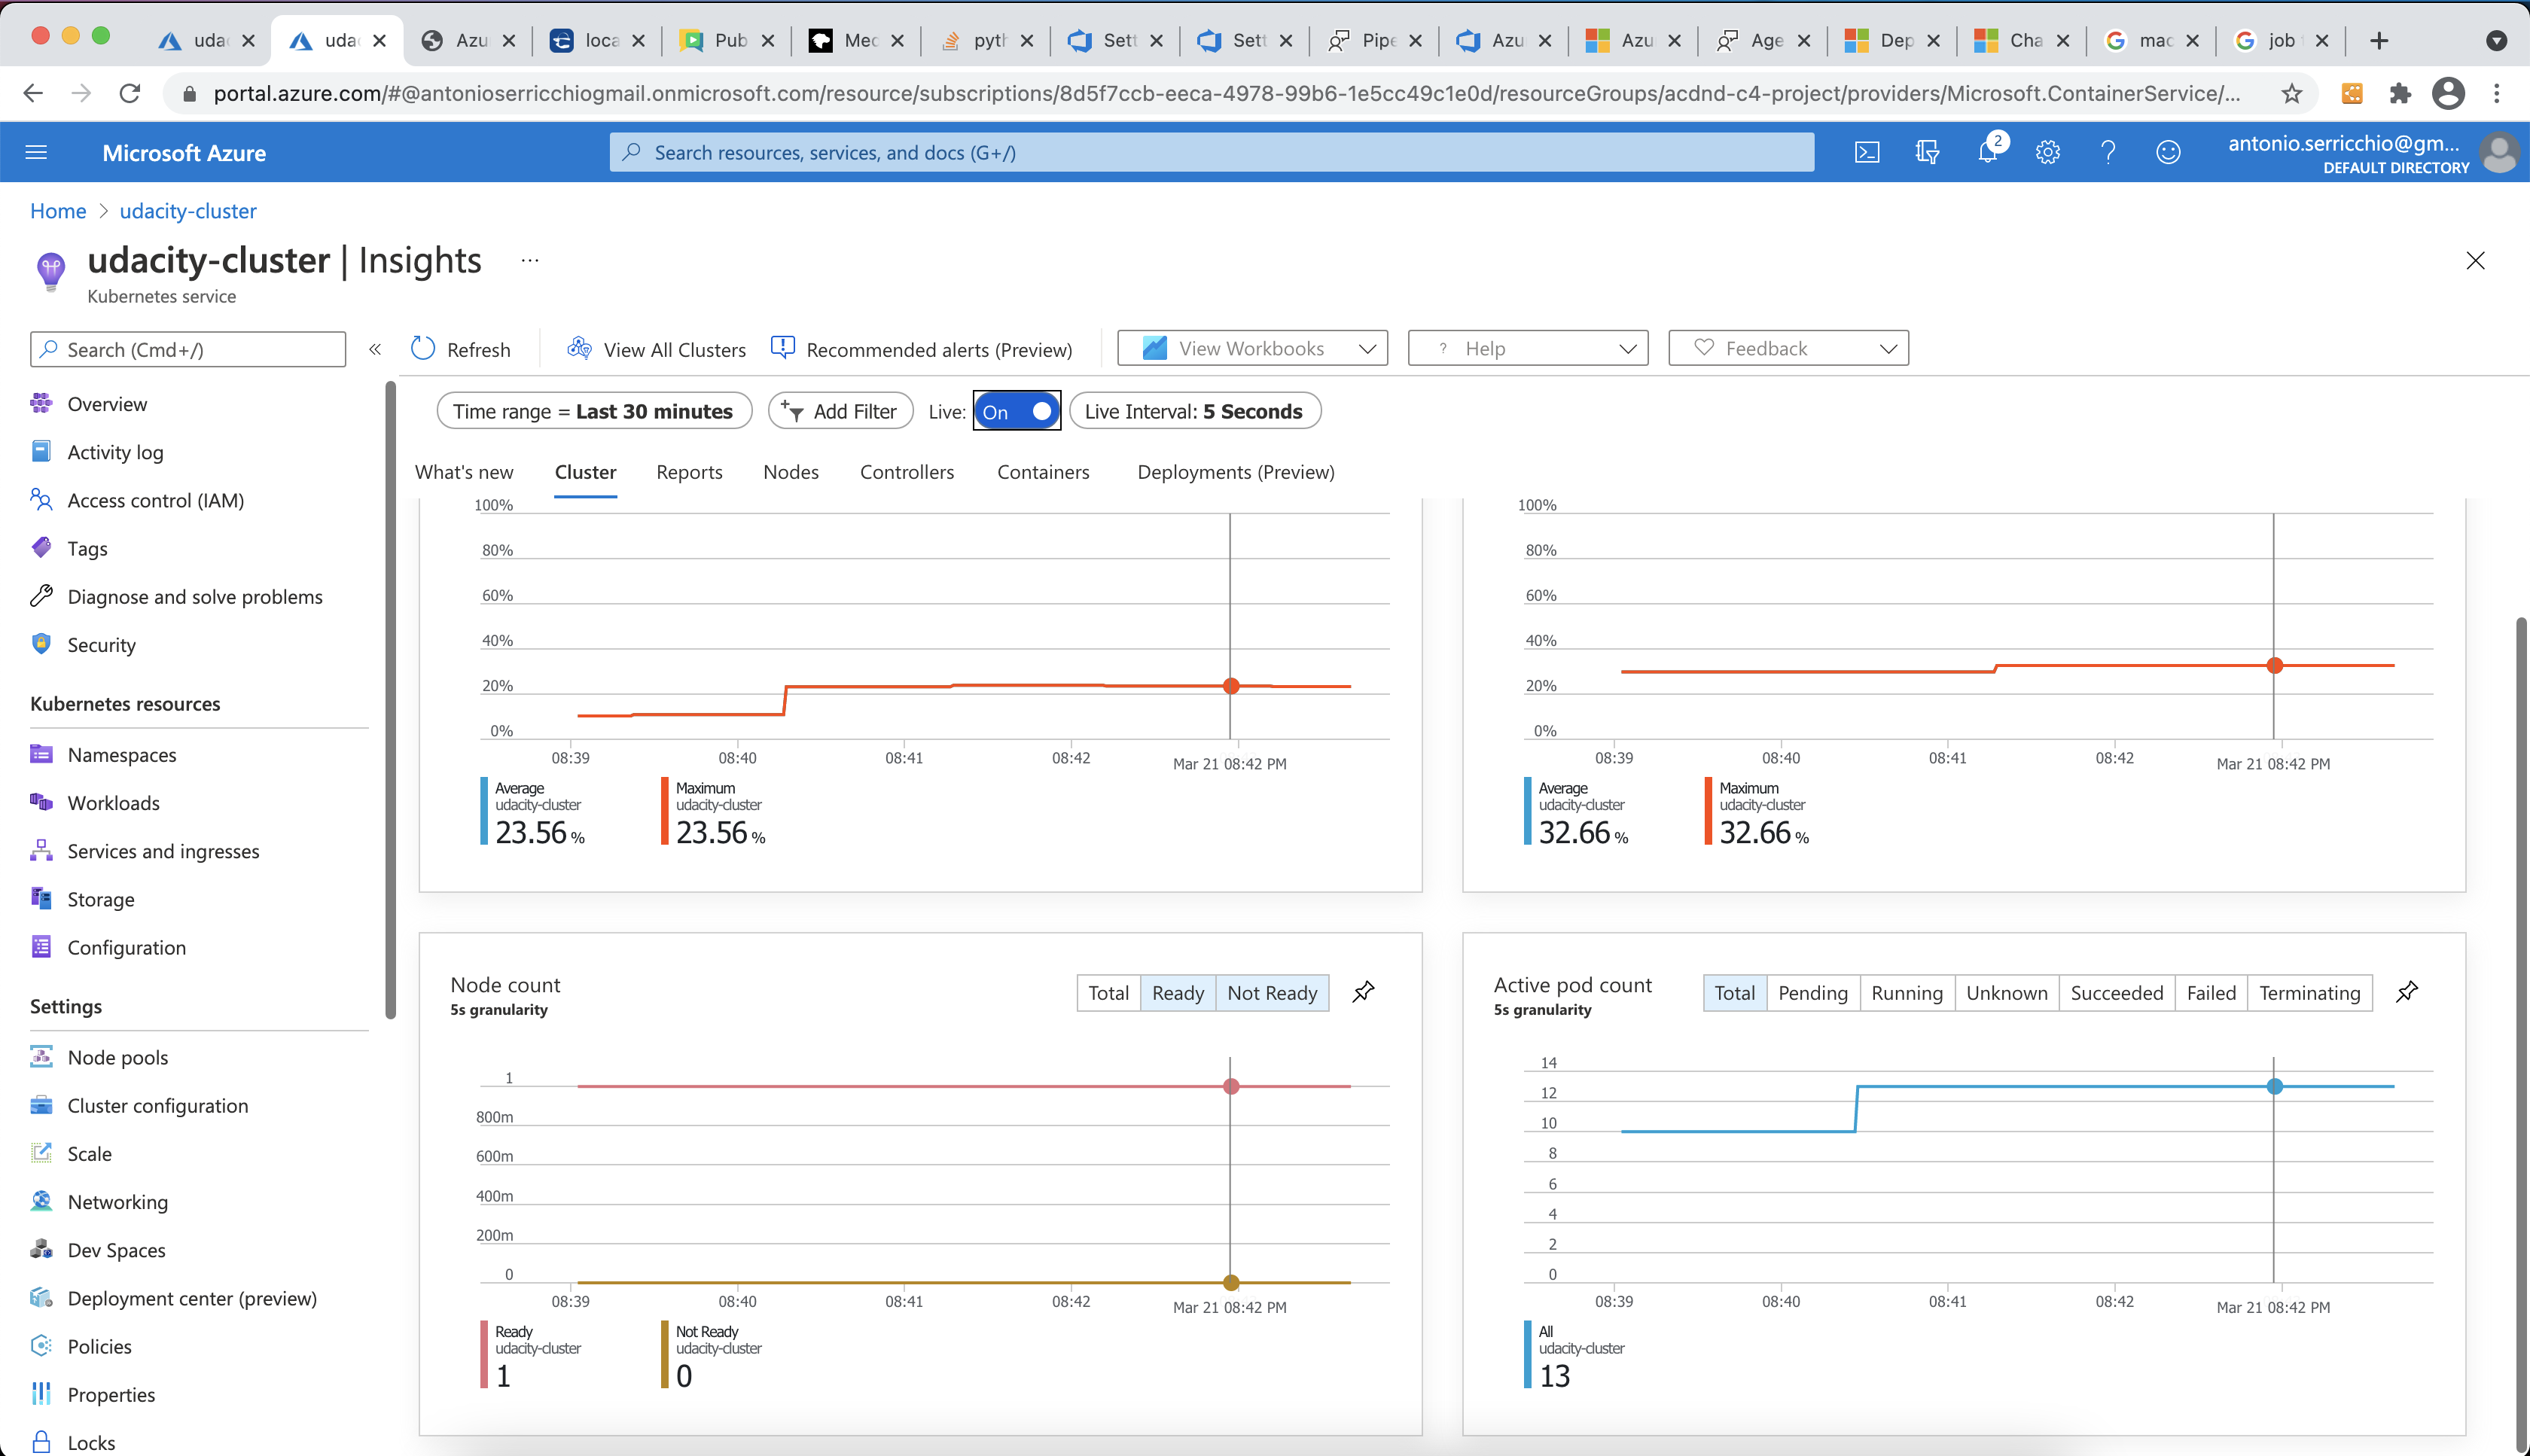 uda
uda
Azu
loca
Pub
Med
pyth
Sett
Sett
Pipe
Azu
Azu
Age
Dep
Cha
mac
job
portal.azure.com/#@antonioserricchiogmail.onmicrosoft.com/resource/subscriptions/8d5f7ccb-eeca-4978-99b6-1e5cc49c1e0d/resourceGroups/acdnd-c4-project/providers/Microsoft.ContainerService/...
Microsoft Azure
Search resources, services, and docs (G+/)
2
antonio.serricchio@gm...
DEFAULT DIRECTORY
Home > udacity-cluster
udacity-cluster | Insights ...
Kubernetes service
Search (Cmd+/)
«
Refresh
View All Clusters
Recommended alerts (Preview)
View Workbooks
? Help
Feedback
Time range = Last 30 minutes
Add Filter
Live: On
Live Interval: 5 Seconds
What's new
Cluster
Reports
Nodes
Controllers
Containers
Deployments (Preview)
Overview
Activity log
Access control (IAM)
Tags
Diagnose and solve problems
Security
Kubernetes resources
Namespaces
Workloads
Services and ingresses
Storage
Configuration
Settings
Node pools
Cluster configuration
Scale
Networking
Dev Spaces
Deployment center (preview)
Policies
Properties
Locks
100%
80%
60%
40%
20%
0%
08:39 08:40 08:41 08:42 Mar 21 08:42 PM
Average
udacity-cluster
23.56 %
Maximum
udacity-cluster
23.56 %
100%
80%
60%
40%
20%
0%
08:39 08:40 08:41 08:42 Mar 21 08:42 PM
Average
udacity-cluster
32.66 %
Maximum
udacity-cluster
32.66 %
Node count
5s granularity
Total Ready Not Ready
1
800m
600m
400m
200m
0
08:39 08:40 08:41 08:42 Mar 21 08:42 PM
Ready
udacity-cluster
1
Not Ready
udacity-cluster
0
Active pod count
5s granularity
Total Pending Running Unknown Succeeded Failed Terminating
14
12
10
8
6
4
2
0
08:39 08:40 08:41 08:42 Mar 21 08:42 PM
All
udacity-cluster
13